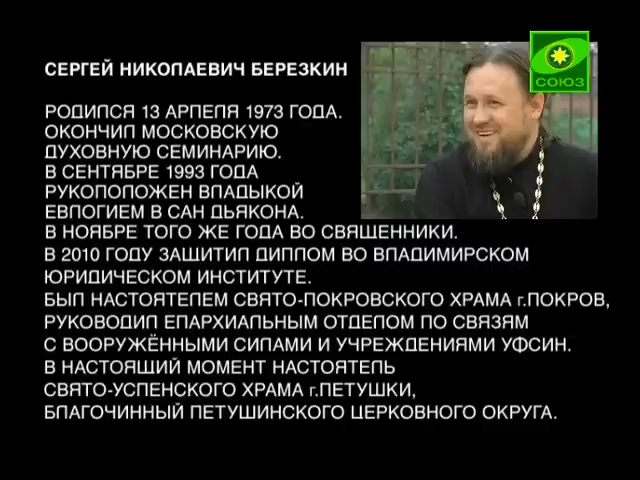 СЕРГЕЙ НИКОЛАЕВИЧ БЕРЕЗКИН
СОЮЗ
РОДИЛСЯ 13 АРПЕЛЯ 1973 ГОДА.
ОКОНЧИЛ МОСКОВСКУЮ
ДУХОВНУЮ СЕМИНАРИЮ.
В СЕНТЯБРЕ 1993 ГОДА
РУКОПОПОЖЕН ВЛАДЫКОЙ
ЕВЛОГИЕМ В САН ДЬЯКОНА.
В НОЯБРЕ ТОГО ЖЕ ГОДА ВО СВЯЩЕННИКИ.
В 2010 ГОДУ ЗАЩИТИЛ ДИПЛОМ ВО ВЛАДИМИРСКОМ
ЮРИДИЧЕСКОМ ИНСТИТУТЕ.
БЫЛ НАСТОЯТЕЛЕМ СВЯТО-ПОКРОВСКОГО ХРАМА г.ПОКРОВ,
РУКОВОДИЛ ЕПАРХИАЛЬНЫМ ОТДЕЛОМ ПО СВЯЗЯМ
С ВООРУЖЁННЫМИ СИЛАМИ И УЧРЕЖДЕНИЯМИ УФСИН.
В НАСТОЯЩИЙ МОМЕНТ НАСТОЯТЕЛЬ
СВЯТО-УСПЕНСКОГО ХРАМА г.ПЕТУШКИ,
БЛАГОЧИННЫЙ ПЕТУШИНСКОГО ЦЕРКОВНОГО ОКРУГА.